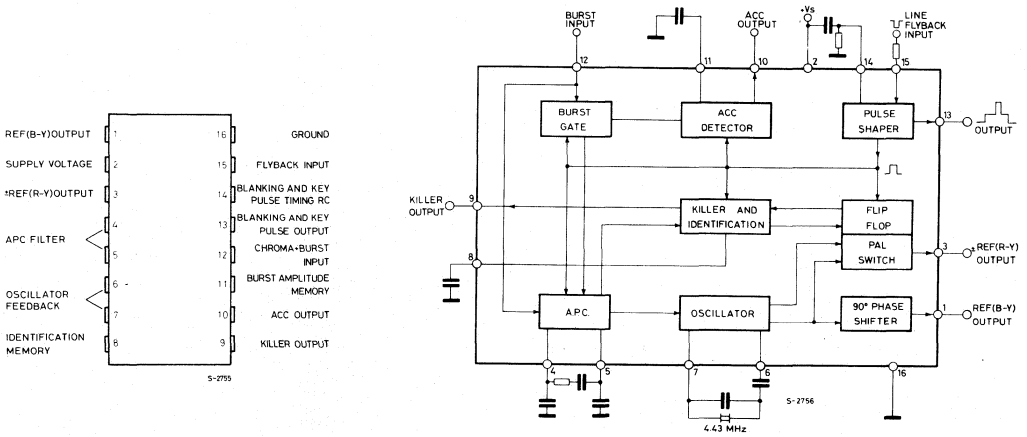 REF(B-Y)OUTPUT
SUPPLY VOLTAGE
±REF(R-Y)OUTPUT
APC FILTER
OSCILLATOR
FEEDBACK
IDENTIFICATION
MEMORY
1
2
3
4
5
6
7
8
16
15
14
13
12
11
10
9
GROUND
FLYBACK INPUT
BLANKING AND KEY
PULSE TIMING RC
BLANKING AND KEY
PULSE OUTPUT
CHROMA+BURST
INPUT
BURST AMPLITUDE
MEMORY
ACC OUTPUT
KILLER OUTPUT
S-2755
BURST
INPUT
ACC
OUTPUT
+Vs
LINE
FLYBACK
INPUT
12
11
10
2
14
15
BURST
GATE
ACC
DETECTOR
PULSE
SHAPER
13
OUTPUT
KILLER
OUTPUT
9
KILLER AND
IDENTIFICATION
FLIP
FLOP
PAL
SWITCH
3
±REF(R-Y)
OUTPUT
8
A.P.C.
OSCILLATOR
90° PHASE
SHIFTER
1
REF(B-Y)
OUTPUT
4
5
7
6
16
S-2756
4.43 MHz